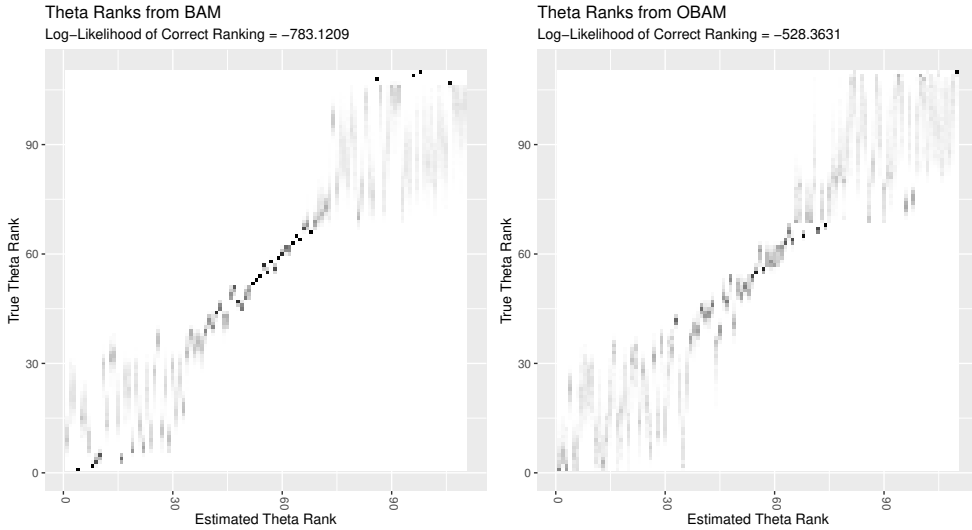 Theta Ranks from BAM
Log−Likelihood of Correct Ranking = −783.1209
90
60
30
0
True Theta Rank
0
30
60
90
Estimated Theta Rank
Theta Ranks from OBAM
Log−Likelihood of Correct Ranking = −528.3631
90
60
30
0
True Theta Rank
0
30
60
90
Estimated Theta Rank